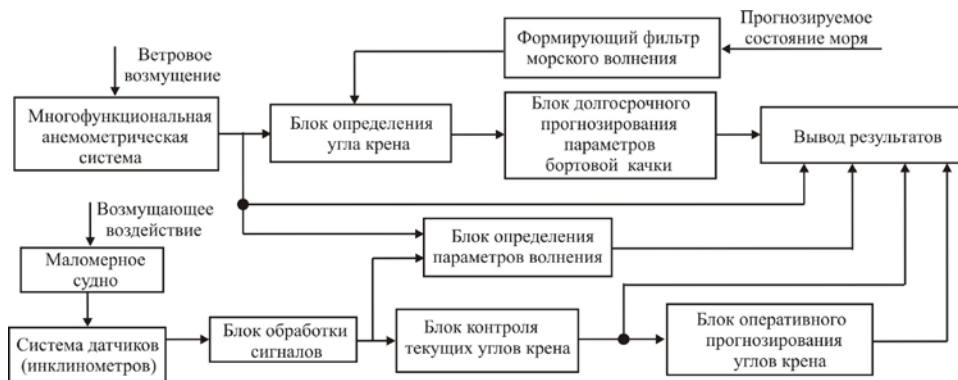 Прогнозируемое
состояние моря
Формирующий фильтр
морского волнения
Ветровое
возмущение
Многофункциональная
анемометрическая
система
Блок определения
угла крена
Блок долгосрочного
прогнозирования
параметров
бортовой качки
Вывод результатов
Возмущающее
воздействие
Маломерное
судно
Блок определения
параметров волнения
Система датчиков
(инклинометров)
Блок обработки
сигналов
Блок контроля
текущих углов крена
Блок оперативного
прогнозирования
углов крена